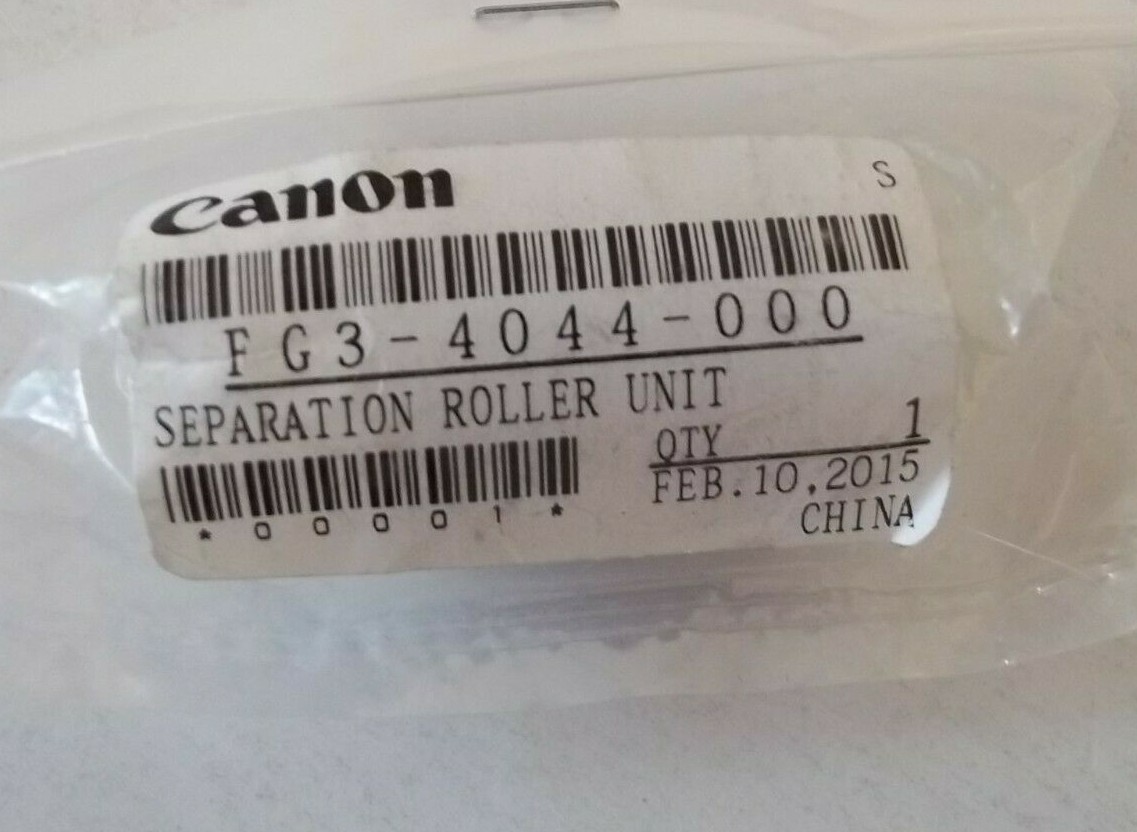 Canon S
FG3-4044-000
SEPARATION ROLLER UNIT
QTY 1
*00001*
FEB.10,2015
CHINA